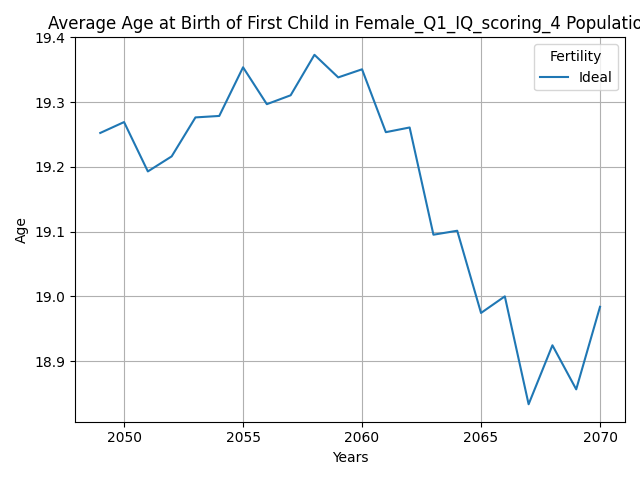 Average Age at Birth of First Child in Female_Q1_IQ_scoring_4 Populatio
19.4
19.3
19.2
19.1
19.0
18.9
Age
Fertility
Ideal
2050 2055 2060 2065 2070
Years